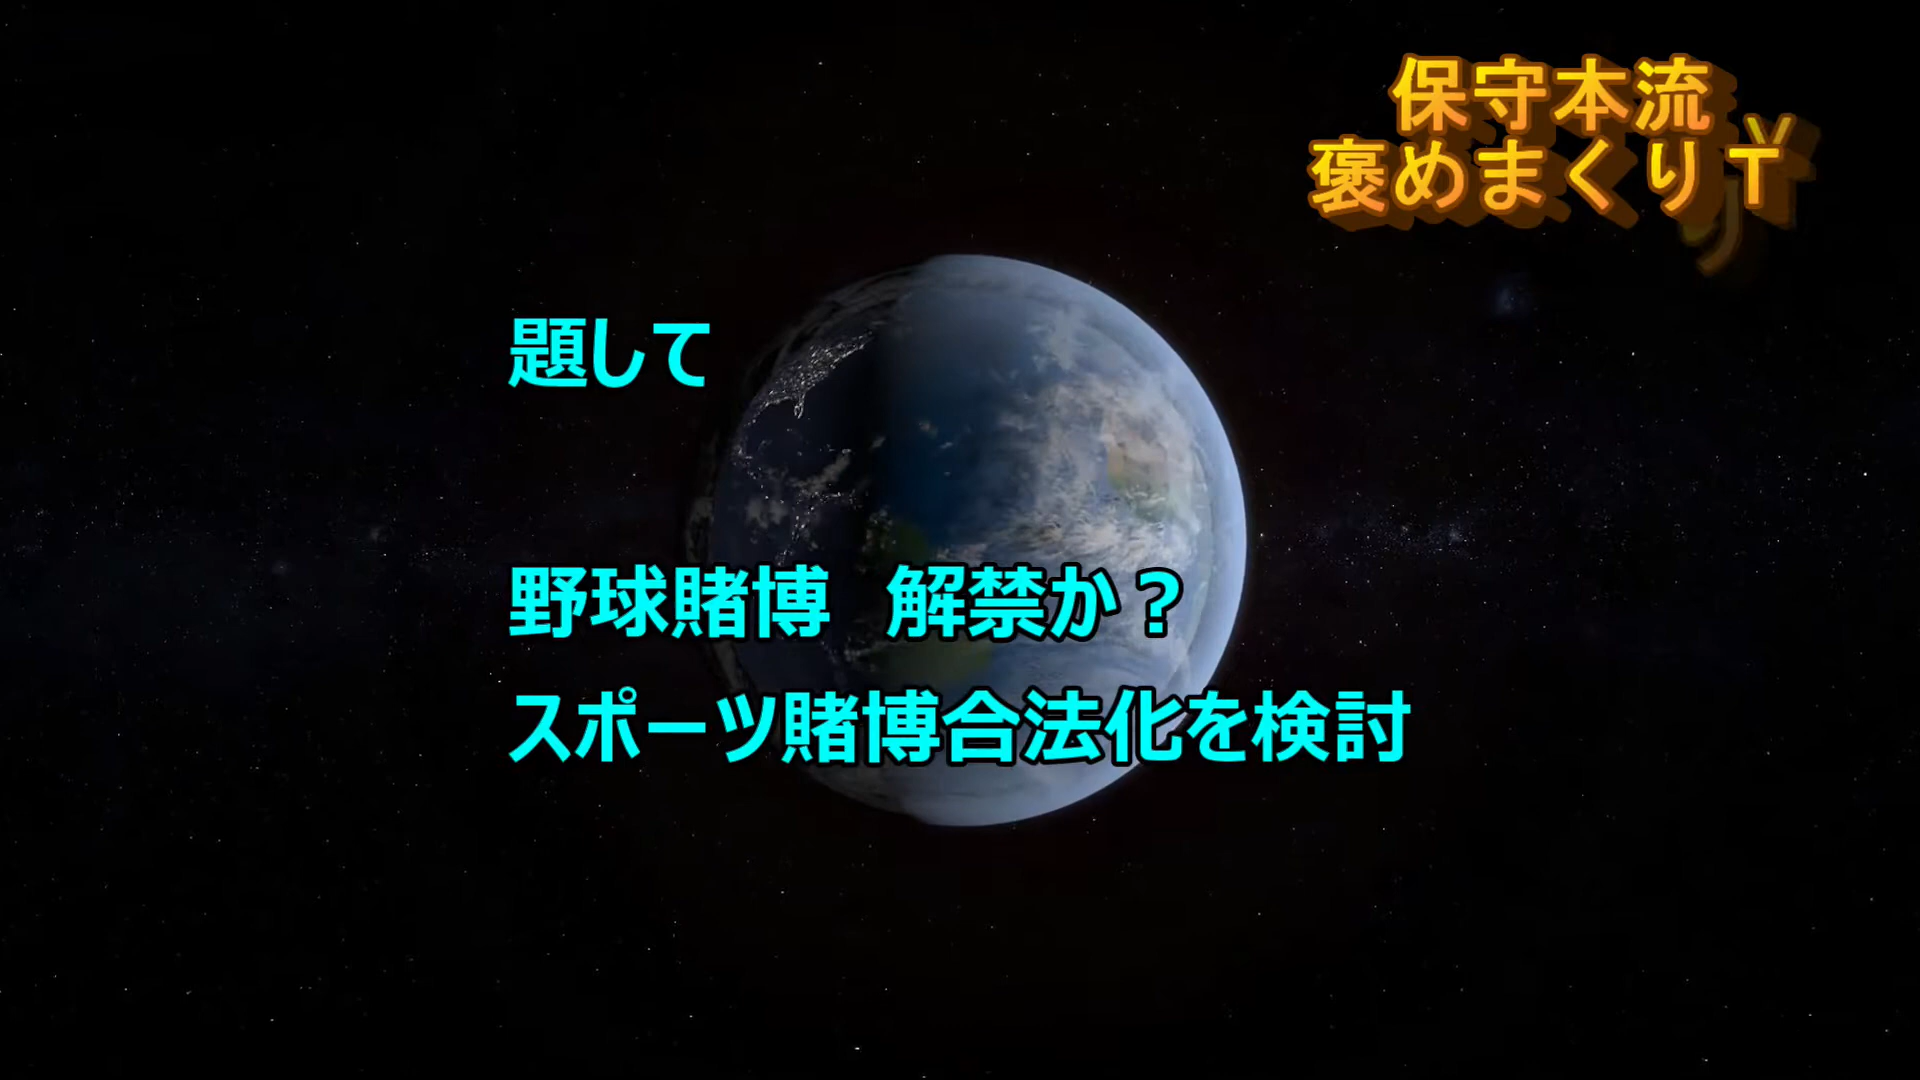 保守本流
褒めまくりT
題して
野球賭博　解禁か？
スポーツ賭博合法化を検討